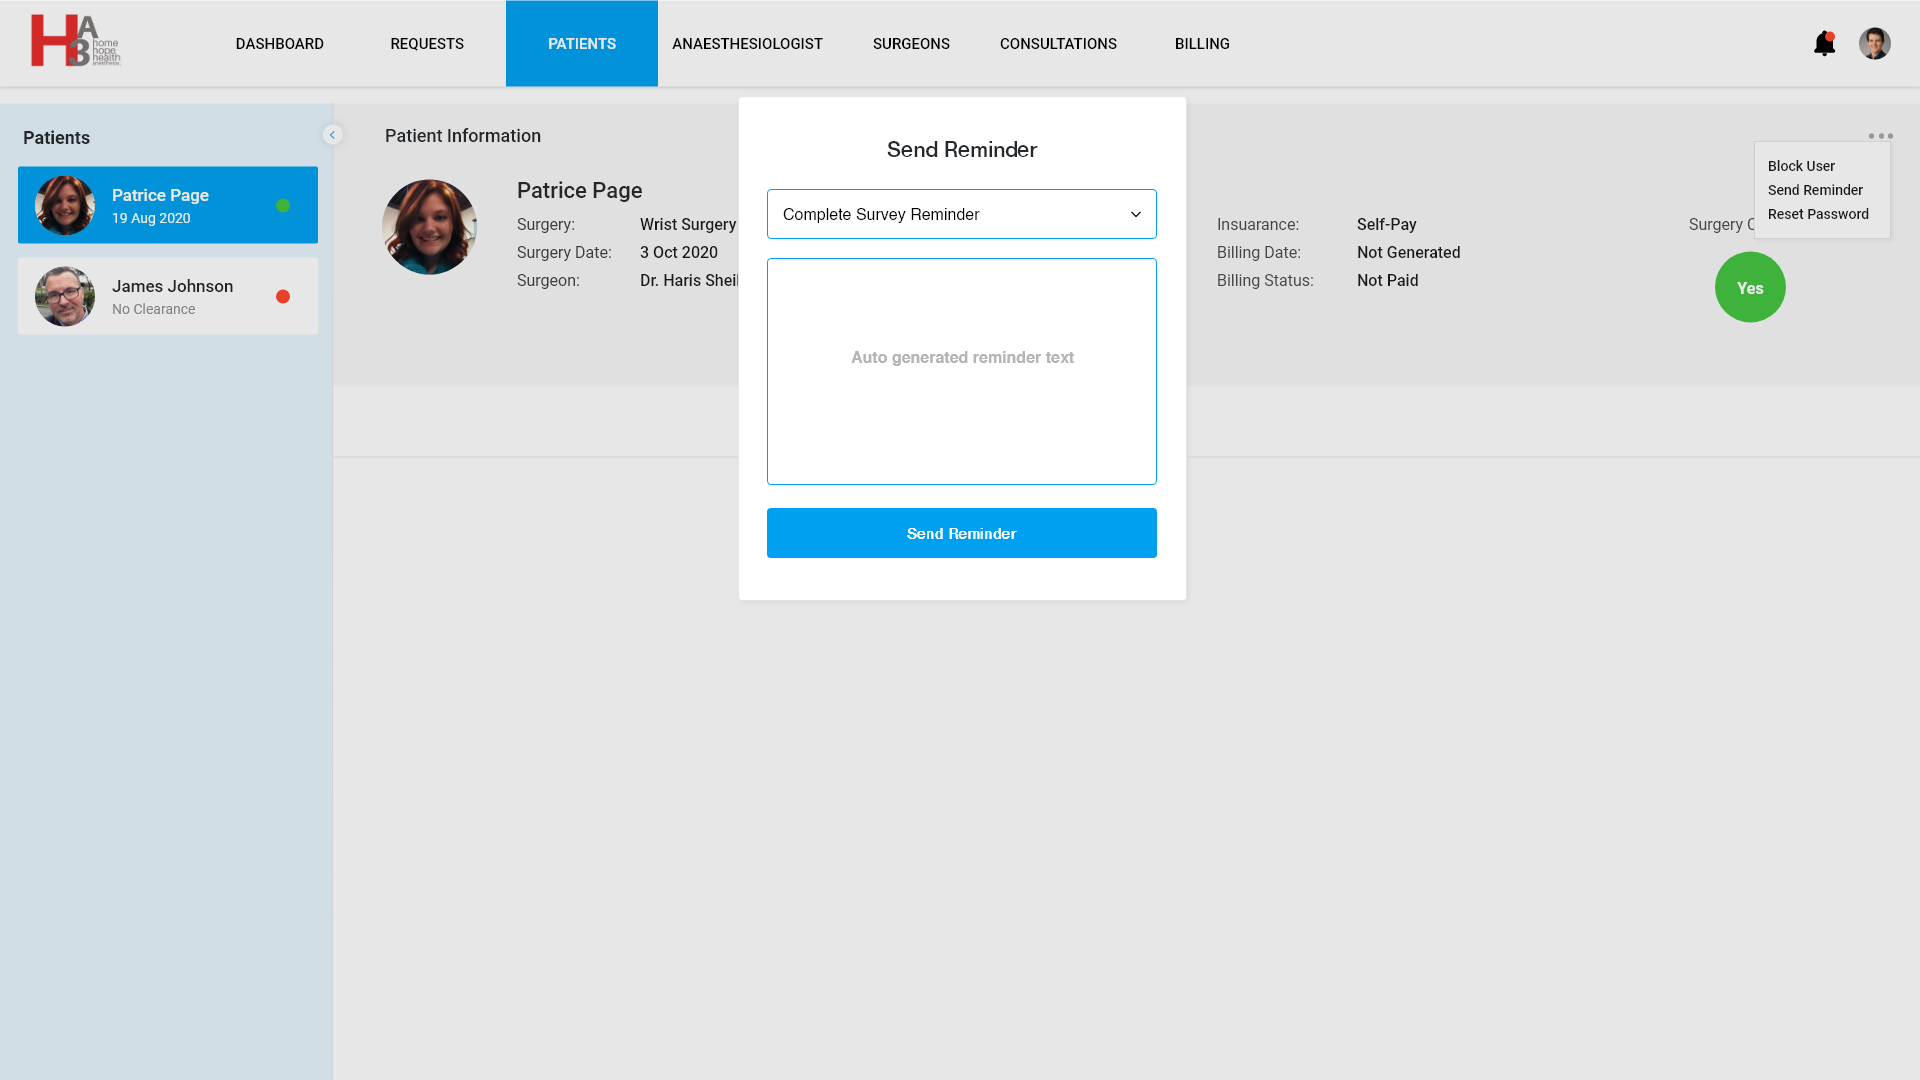 HA3 home
hope
health
DASHBOARD
REQUESTS
PATIENTS
ANAESTHESIOLOGIST
SURGEONS
CONSULTATIONS
BILLING
Patients
Patrice Page
19 Aug 2020
James Johnson
No Clearance
Patient Information
Patrice Page
Surgery: Wrist Surgery
Surgery Date: 3 Oct 2020
Surgeon: Dr. Haris Shei
Send Reminder
Complete Survey Reminder
Auto generated reminder text
Send Reminder
Insuarance: Self-Pay
Billing Date: Not Generated
Billing Status: Not Paid
Surgery
Yes
Block User
Send Reminder
Reset Password